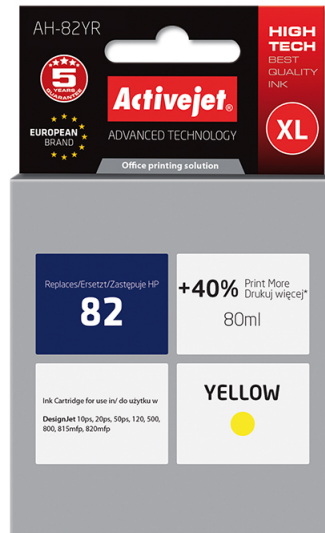 AH-82YR
HIGH
TECH
BEST
QUALITY
INK
5
YEARS
GUARANTEE
Activejet®
EUROPEAN
BRAND
ADVANCED TECHNOLOGY
XL
Office printing solution
Replaces/Ersetzt/Zastępuje HP
82
+40% Print More
Drukuj więcej*
80ml
Ink Cartridge for use in/ do użytku w
DesignJet 10ps, 20ps, 50ps, 120, 500,
800, 815mfp, 820mfp
YELLOW